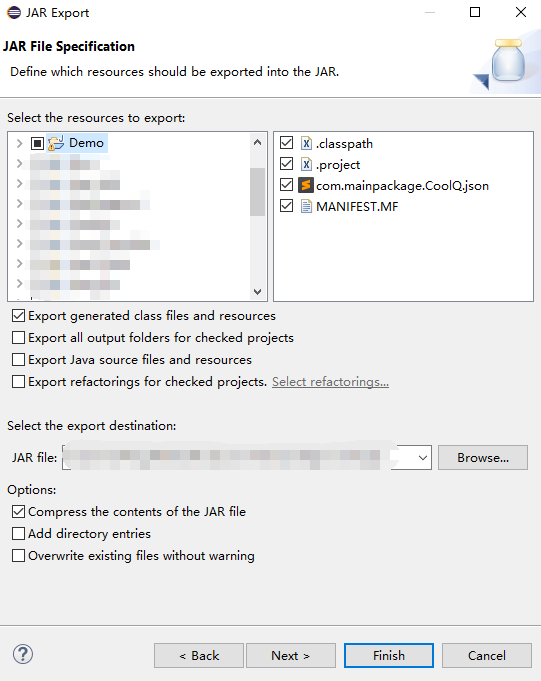 JAR Export
JAR File Specification
Define which resources should be exported into the JAR.
Select the resources to export:
Demo
.classpath
.project
com.mainpackage.CoolQ.json
MANIFEST.MF
Export generated class files and resources
Export all output folders for checked projects
Export Java source files and resources
Export refactorings for checked projects. Select refactorings...
Select the export destination:
JAR file: Browse...
Options:
Compress the contents of the JAR file
Add directory entries
Overwrite existing files without warning
? < Back Next > Finish Cancel